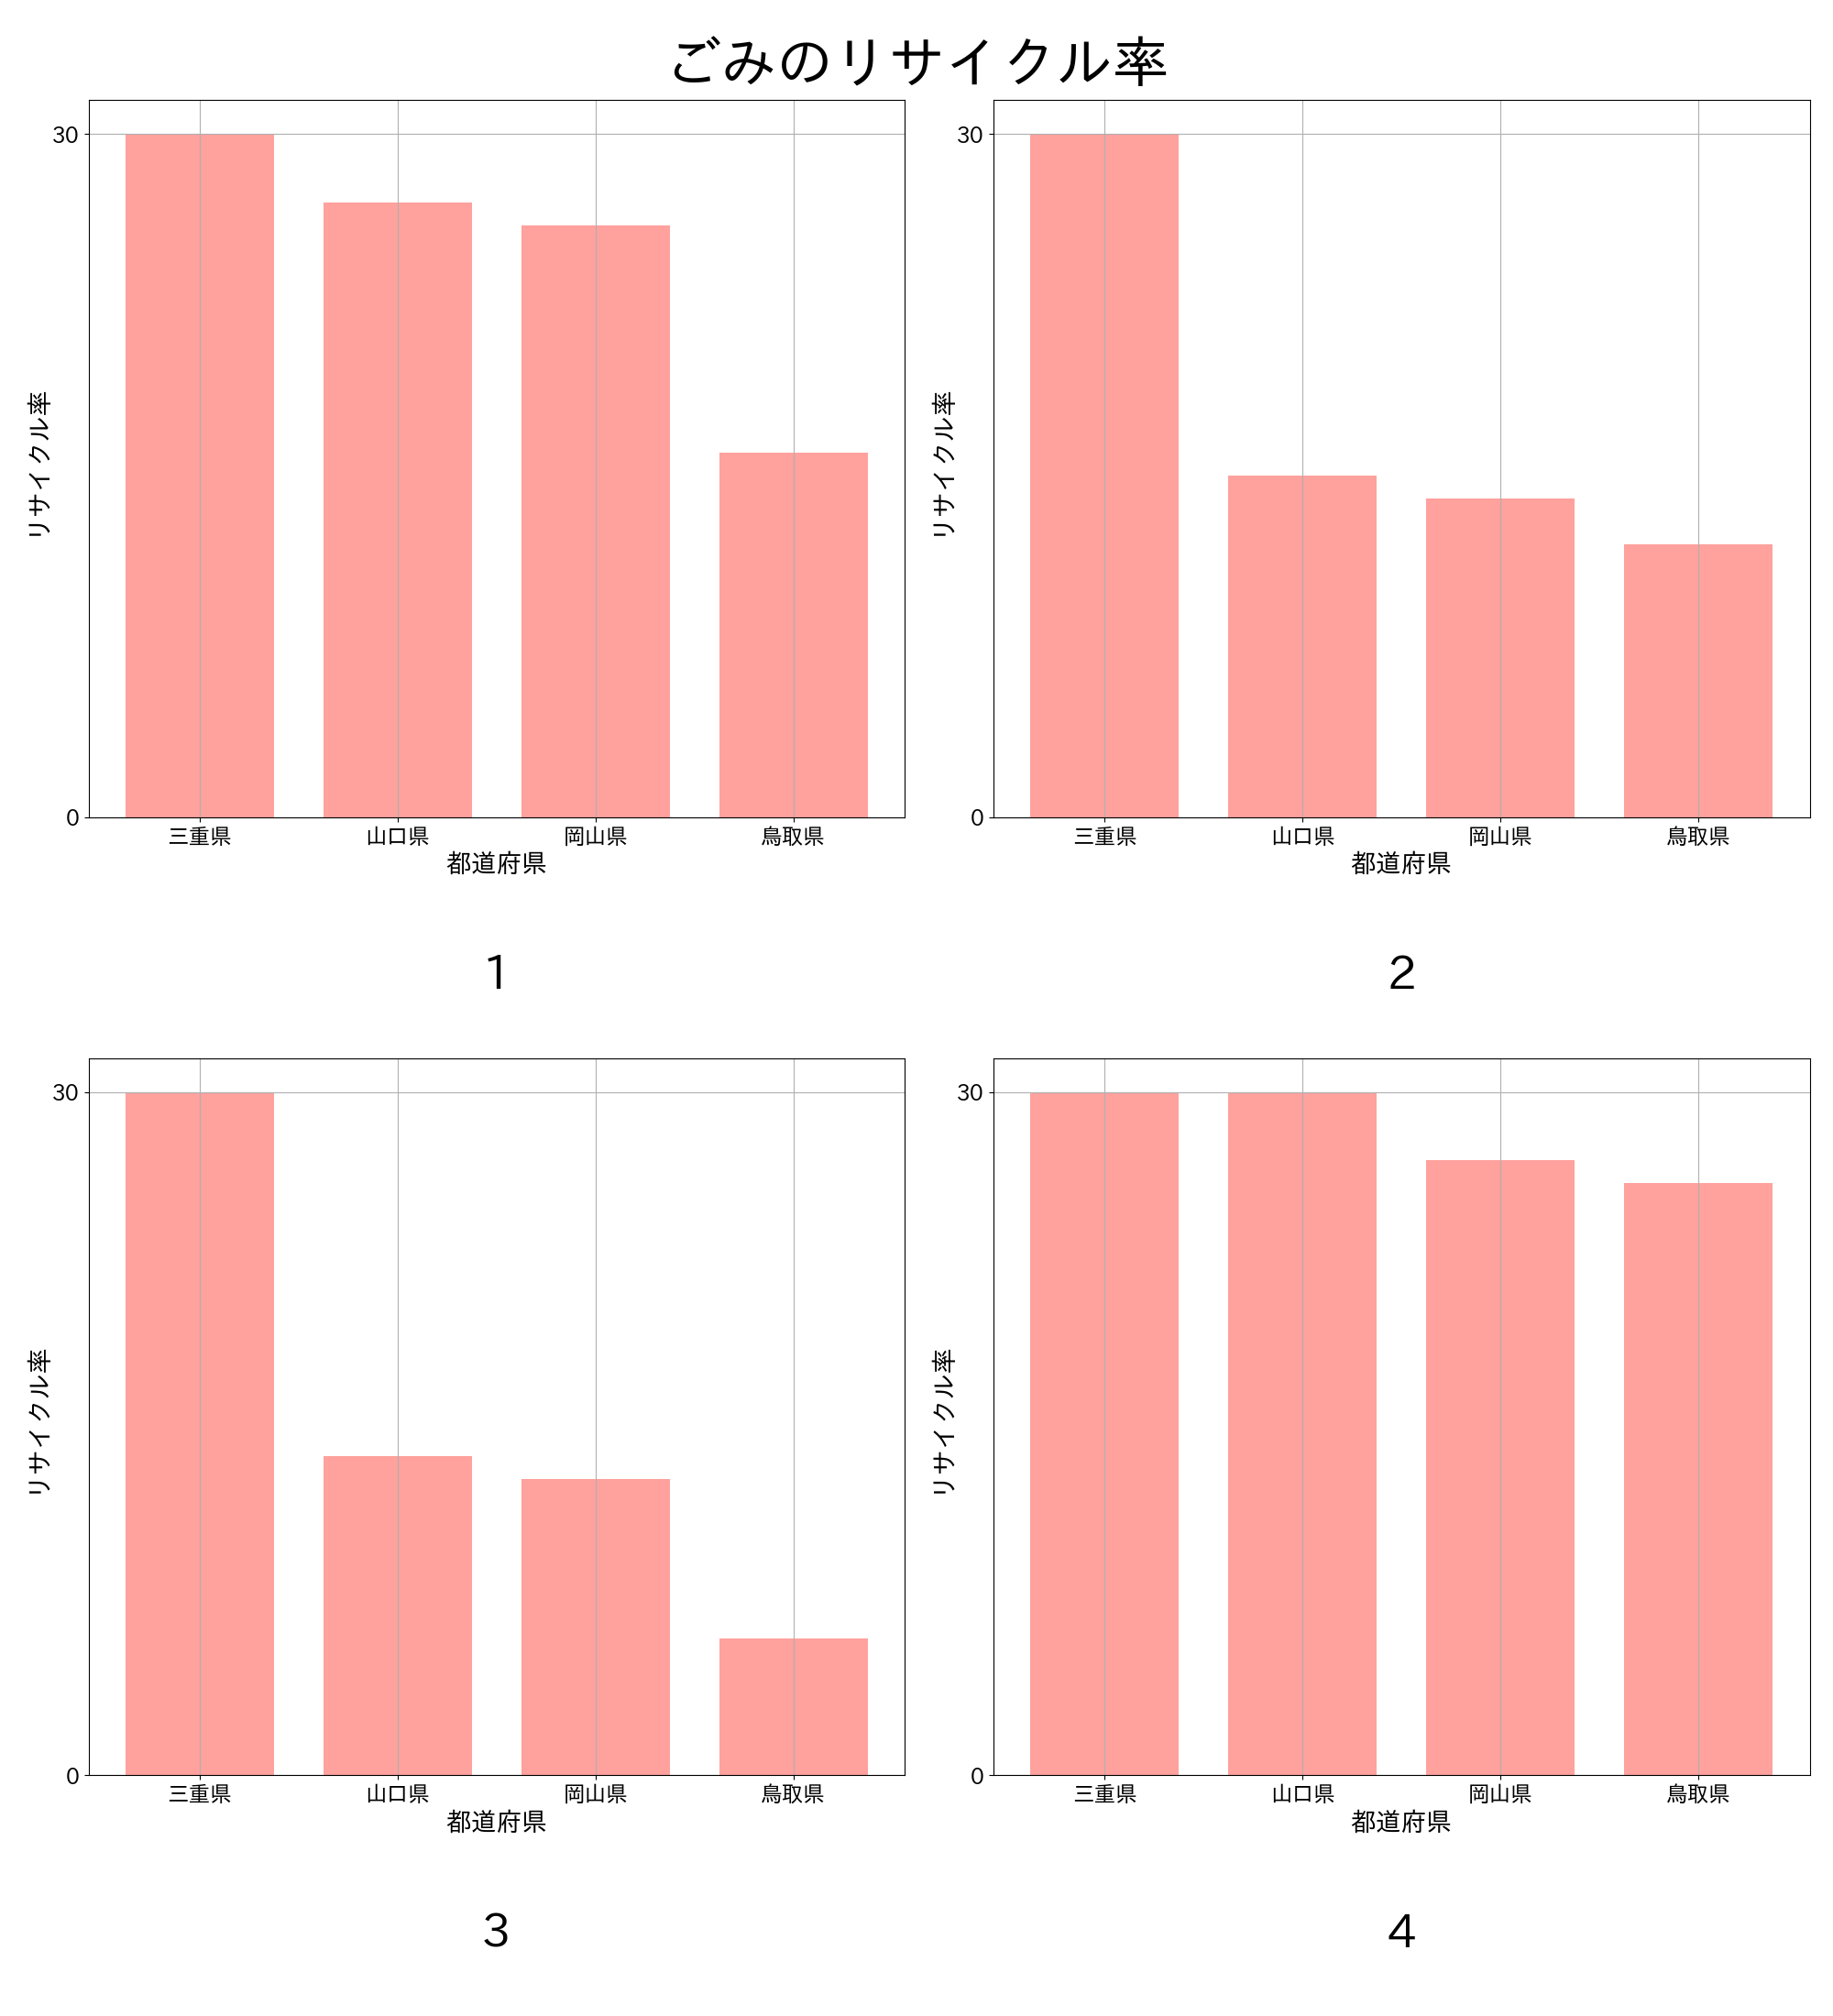 ごみのリサイクル率
30
リサイクル率
0
三重県 山口県 岡山県 鳥取県
都道府県
1
30
リサイクル率
0
三重県 山口県 岡山県 鳥取県
都道府県
2
30
リサイクル率
0
三重県 山口県 岡山県 鳥取県
都道府県
3
30
リサイクル率
0
三重県 山口県 岡山県 鳥取県
都道府県
4